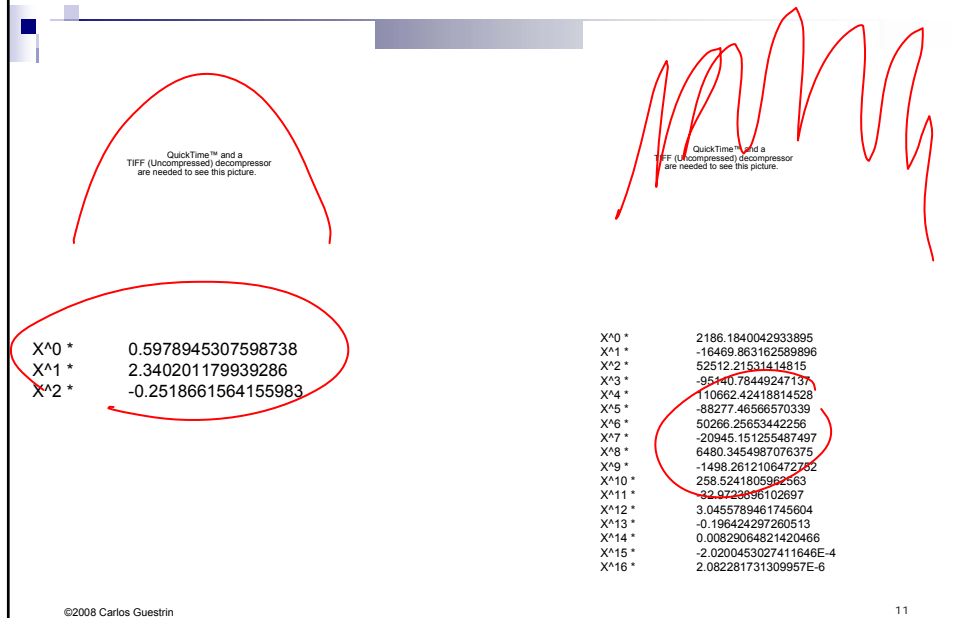 QuickTime™ and a
TIFF (Uncompressed) decompressor
are needed to see this picture.
QuickTime™ and a
TIFF (Uncompressed) decompressor
are needed to see this picture.
X^0 * 0.5978945307598738
X^1 * 2.340201179939286
X^2 * -0.2518661564155983
X^0 * 2186.1840042933895
X^1 * -16469.863162589896
X^2 * 52512.21531414815
X^3 * -95140.78449247137
X^4 * 110662.42418814528
X^5 * -88277.46566570339
X^6 * 50266.25653442256
X^7 * -20945.151255487497
X^8 * 6480.3454987076375
X^9 * -1498.2612106472752
X^10 * 258.5241805962563
X^11 * -32.9723896102697
X^12 * 3.0455789461745604
X^13 * -0.196424297260513
X^14 * 0.00829064821420466
X^15 * -2.0200453027411646E-4
X^16 * 2.082281731309957E-6
©2008 Carlos Guestrin
11